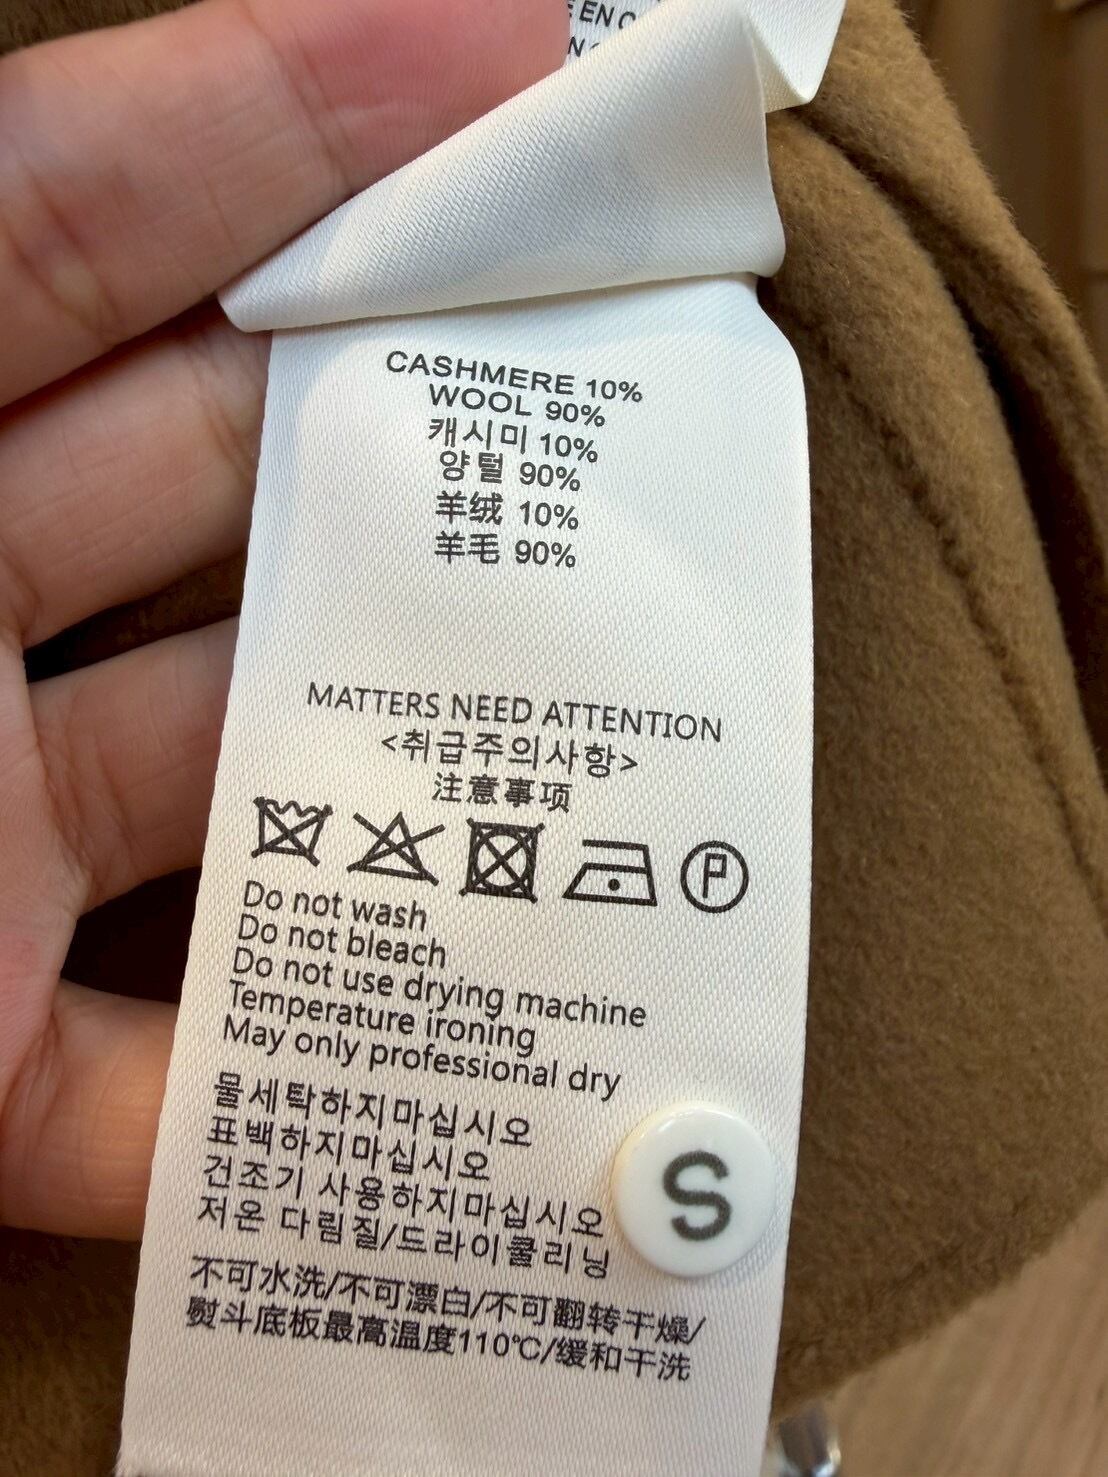 EN
CASHMERE 10%
WOOL 90%
캐시미 10%
양털 90%
羊绒 10%
羊毛 90%
MATTERS NEED ATTENTION
<취급주의사항>
注意事项
P
Do not wash
Do not bleach
Do not use drying machine
Temperature ironing
May only professional dry
물세탁하지마십시오
표백하지마십시오
건조기 사용하지마십시오
저온 다림질/드라이쿨리닝
S
不可水洗/不可漂白/不可翻转干燥/
熨斗底板最高温度110℃/缓和干洗